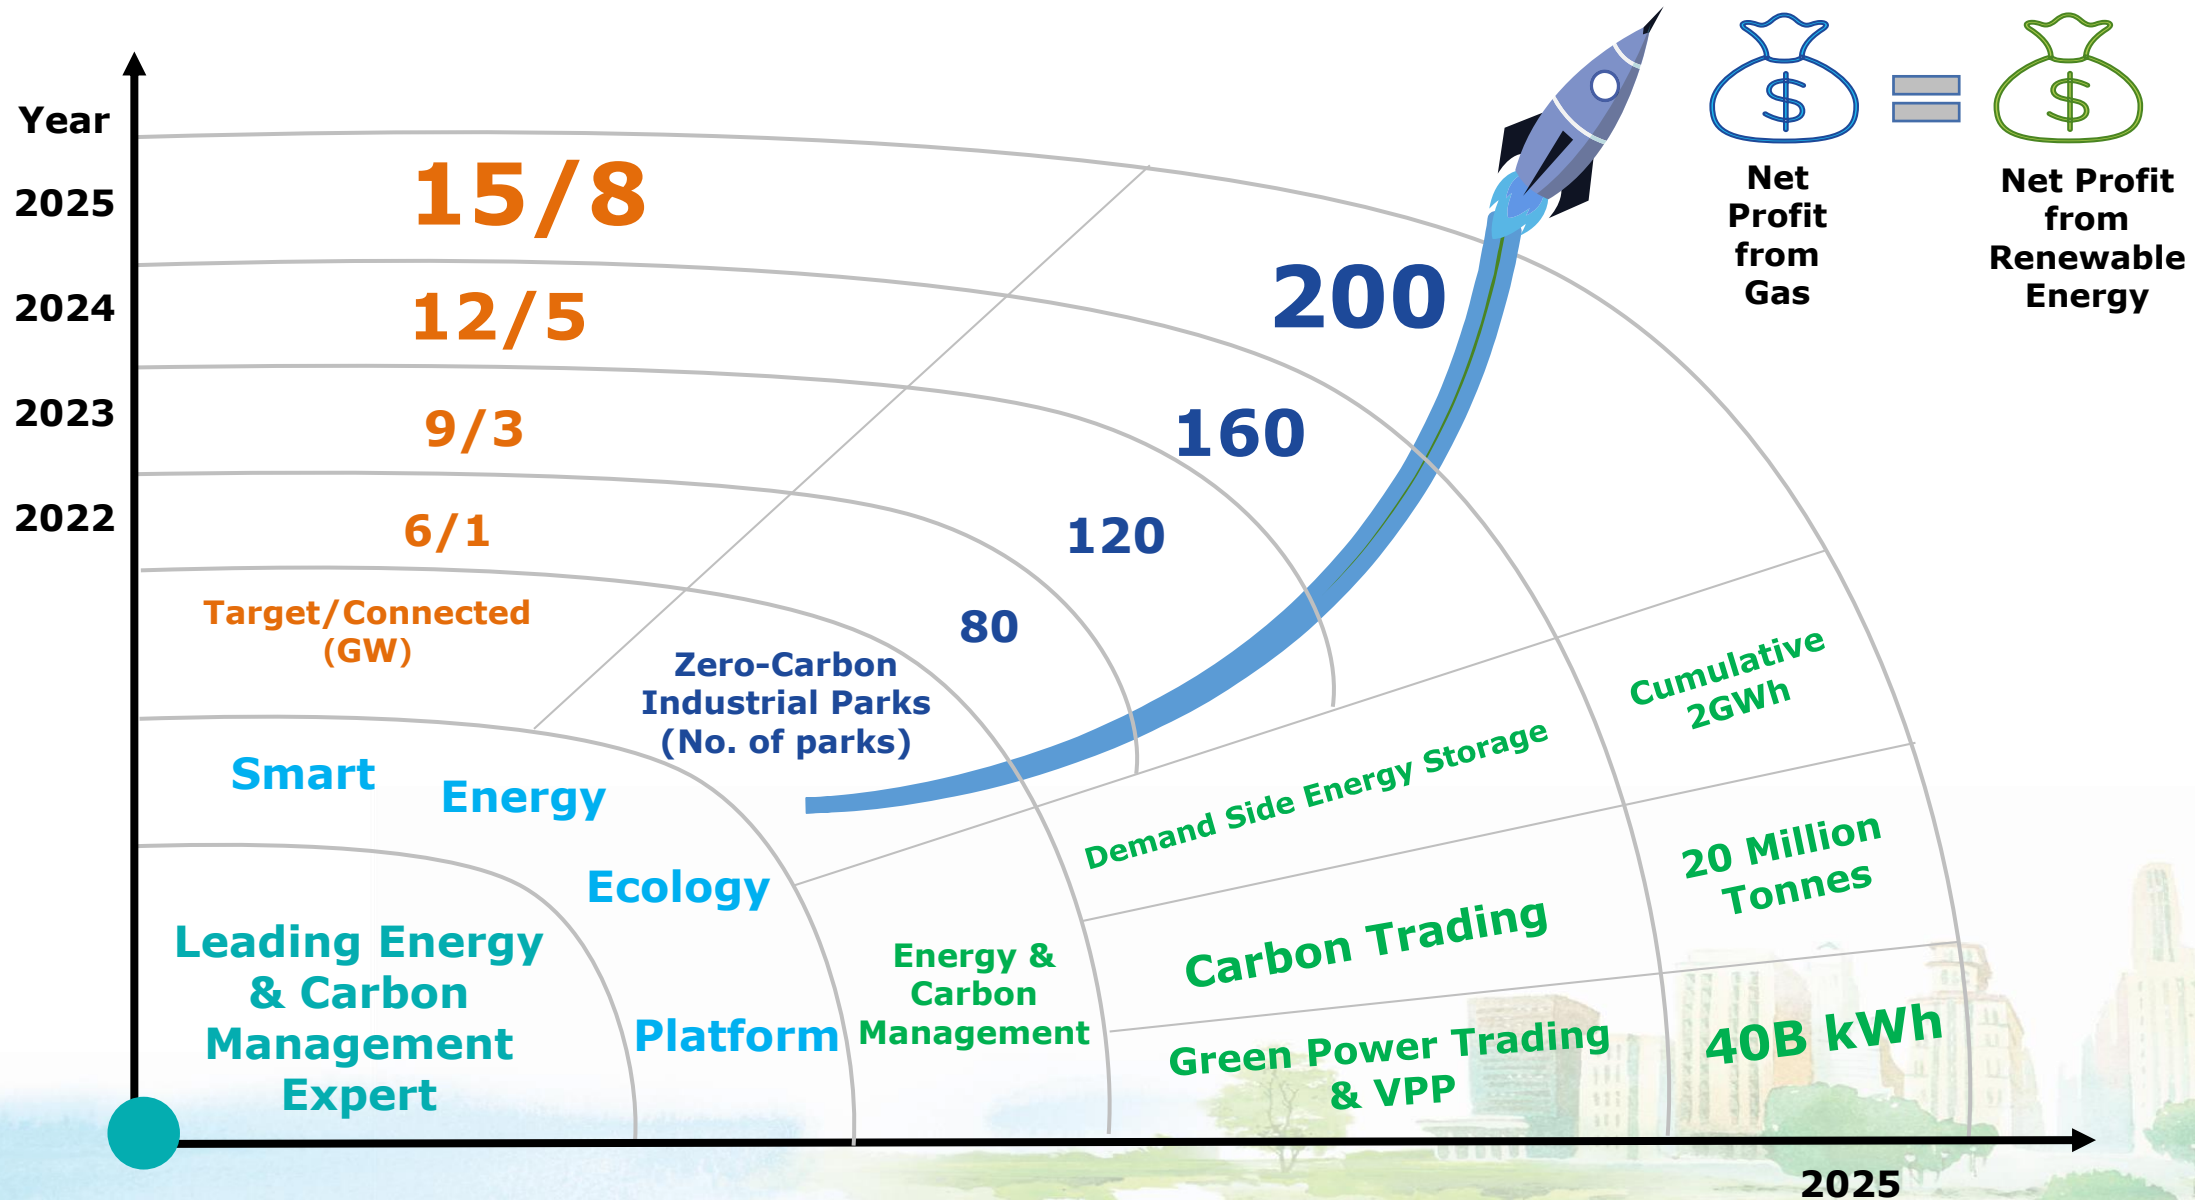 Year
2025
2024
2023
2022
15/8
12/5
9/3
6/1
Target/Connected
(GW)
200
160
120
80
Zero-Carbon
Industrial Parks
(No. of parks)
$
$
Net
Profit
from
Gas
Net Profit
from
Renewable
Energy
Smart
Energy
Ecology
Platform
Leading Energy
& Carbon
Management
Expert
Energy &
Carbon
Management
Demand Side Energy Storage
Cumulative
2GWh
Carbon Trading
20 Million
Tonnes
Green Power Trading
& VPP
40B kWh
2025